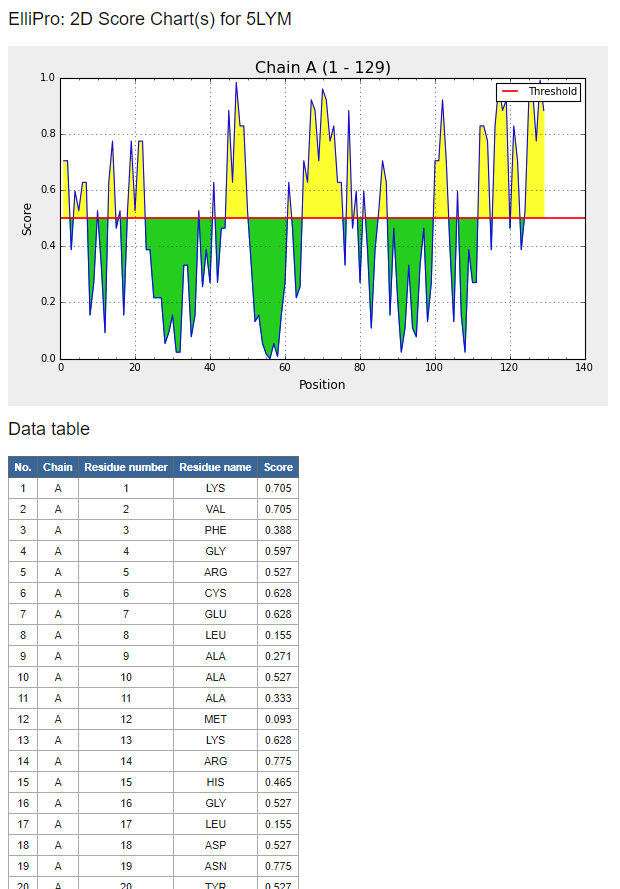 ElliPro: 2D Score Chart(s) for 5LYM
Chain A (1 - 129)
Threshold
1.0
0.8
0.6
0.4
0.2
0.0
Score
0 20 40 60 80 100 120 140
Position
Data table
No. Chain Residue number Residue name Score
1 A 1 LYS 0.705
2 A 2 VAL 0.705
3 A 3 PHE 0.388
4 A 4 GLY 0.597
5 A 5 ARG 0.527
6 A 6 CYS 0.628
7 A 7 GLU 0.628
8 A 8 LEU 0.155
9 A 9 ALA 0.271
10 A 10 ALA 0.527
11 A 11 ALA 0.333
12 A 12 MET 0.093
13 A 13 LYS 0.628
14 A 14 ARG 0.775
15 A 15 HIS 0.465
16 A 16 GLY 0.527
17 A 17 LEU 0.155
18 A 18 ASP 0.527
19 A 19 ASN 0.775
20 A 20 TYR 0.527